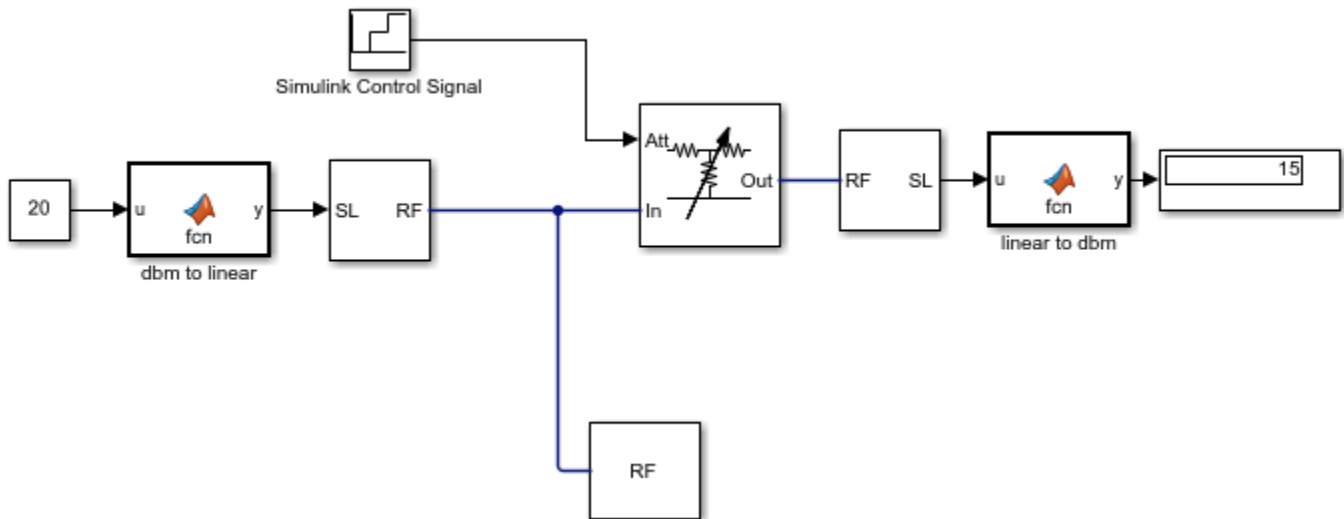 Simulink Control Signal
20
u
fcn
y
dbm to linear
SL
RF
Att
In
Out
RF
SL
u
fcn
y
linear to dbm
15
RF